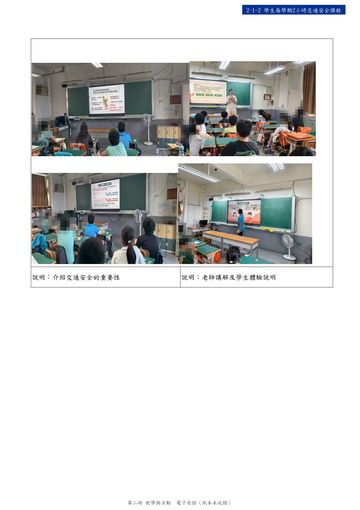 2-1-2 學生每學期2小時交通安全課程
說明：介紹交通安全的重要性
說明：老師講解及學生體驗說明
第二冊 教學與活動　電子佐證（紙本未收錄）